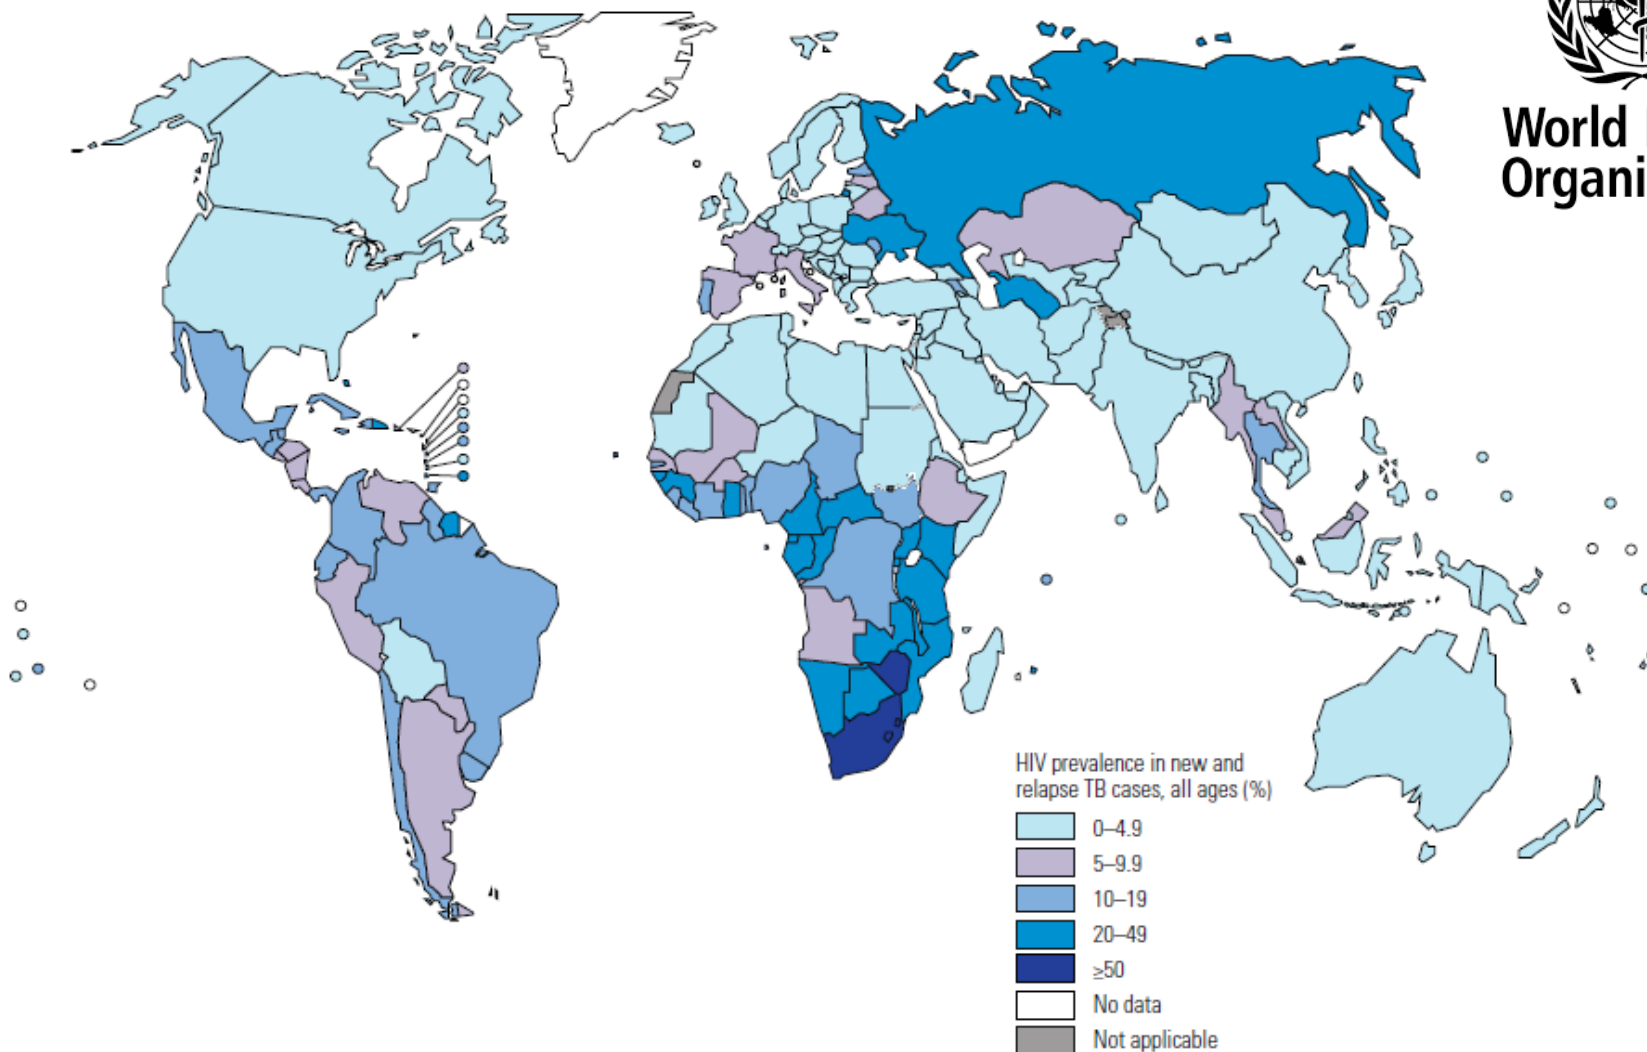 World
Organi
HIV prevalence in new and
relapse TB cases, all ages (%)
0–4.9
5–9.9
10–19
20–49
≥50
No data
Not applicable